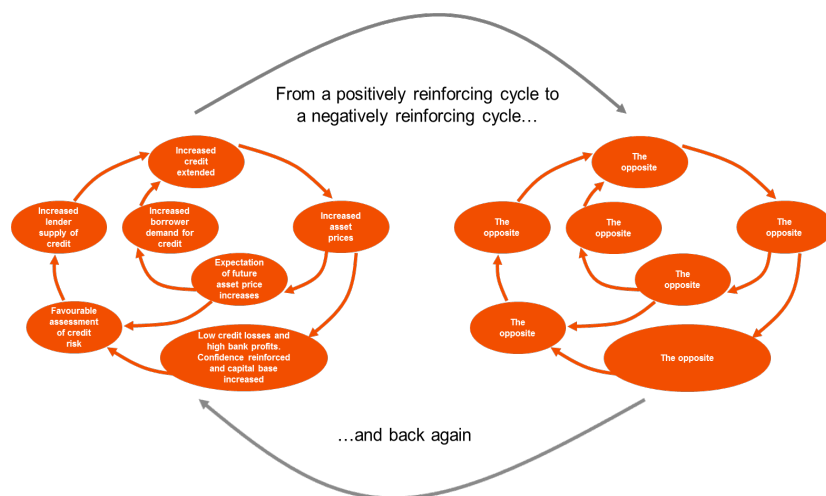 From a positively reinforcing cycle to
a negatively reinforcing cycle…
Increased
credit
extended
Increased
lender
supply of
credit
Increased
borrower
demand for
credit
Increased
asset
prices
Expectation
of future
asset price
increases
Favourable
assessment
of credit
risk
Low credit losses and
high bank profits.
Confidence reinforced
and capital base
increased
The
opposite
The
opposite
The
opposite
The
opposite
The
opposite
The
opposite
The opposite
…and back again